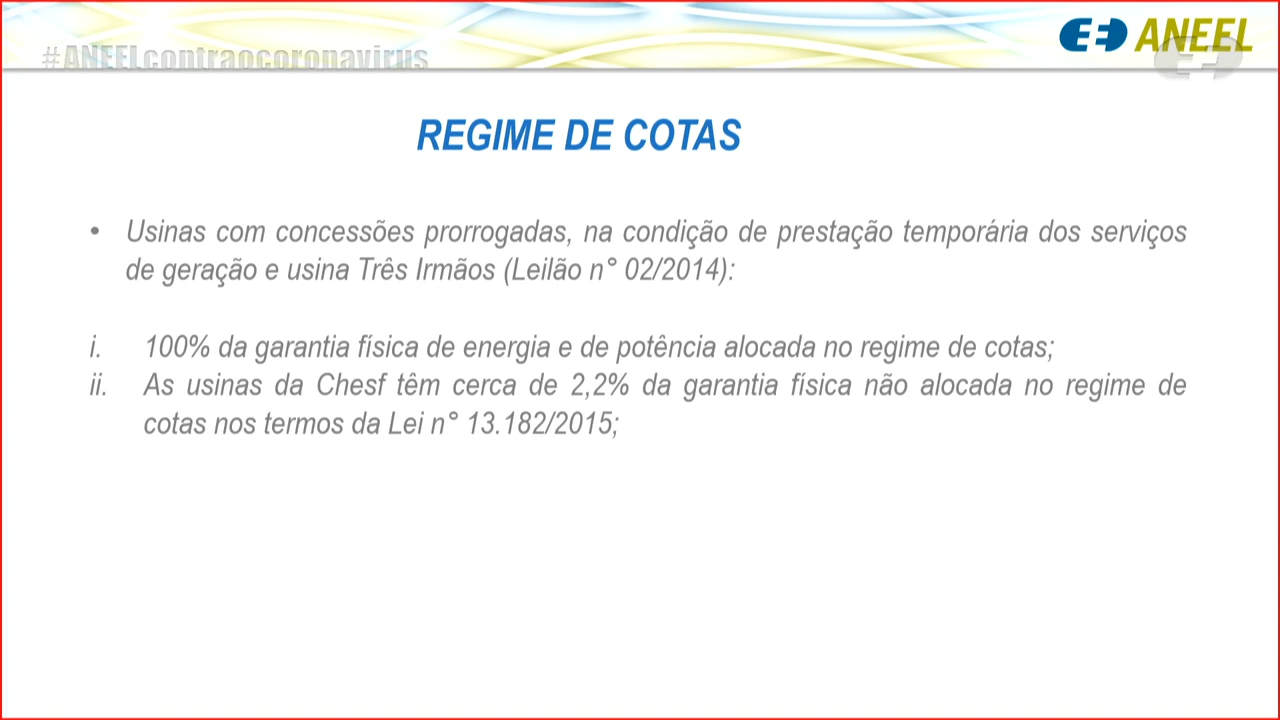 #ANEELcontraocoronavirus
ANEEL
REGIME DE COTAS
• Usinas com concessões prorrogadas, na condição de prestação temporária dos serviços
de geração e usina Três Irmãos (Leilão n° 02/2014):
i. 100% da garantia física de energia e de potência alocada no regime de cotas;
ii. As usinas da Chesf têm cerca de 2,2% da garantia física não alocada no regime de
cotas nos termos da Lei n° 13.182/2015;